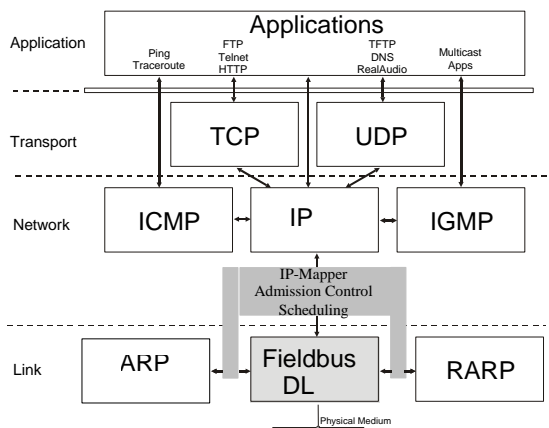 Applications
Application
Ping
Traceroute
FTP
Telnet
HTTP
TFTP
DNS
RealAudio
Multicast
Apps
Transport
TCP
UDP
Network
ICMP
IP
IGMP
IP-Mapper
Admission Control
Scheduling
Link
ARP
Fieldbus
DL
RARP
Physical Medium